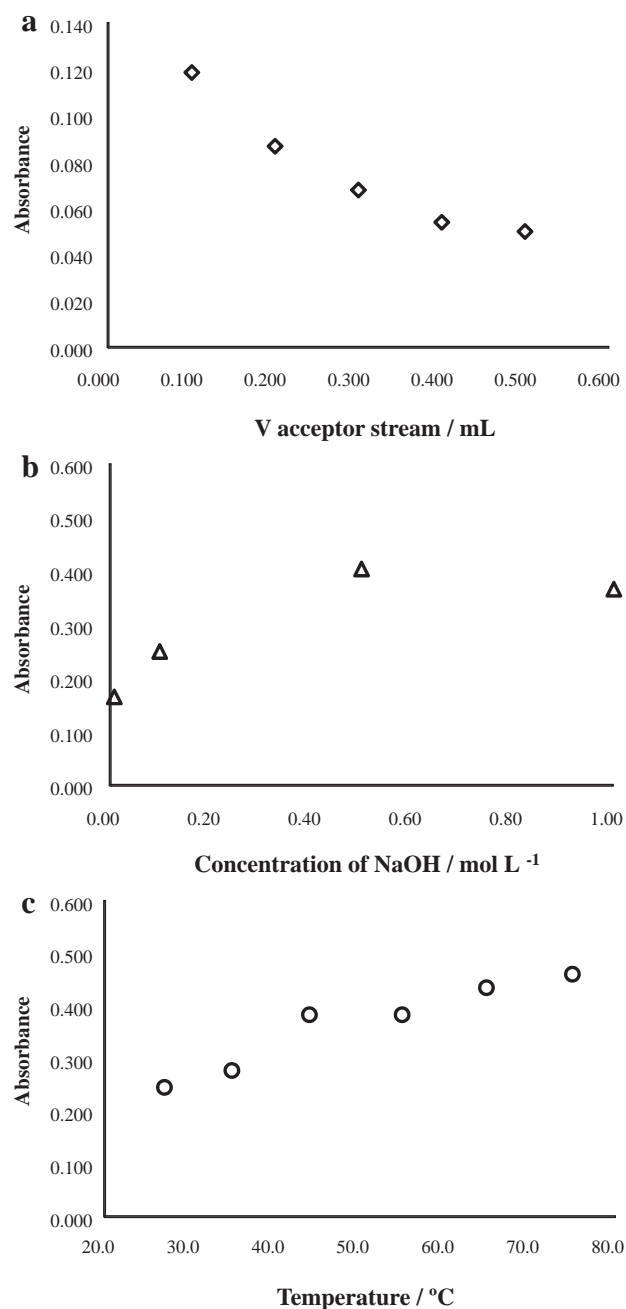 a
0.140
0.120
0.100
0.080
0.060
0.040
0.020
0.000
Absorbance
0.000 0.100 0.200 0.300 0.400 0.500 0.600
V acceptor stream / mL
b
0.600
0.500
0.400
0.300
0.200
0.100
0.000
Absorbance
0.00 0.20 0.40 0.60 0.80 1.00
Concentration of NaOH / mol L -1
c
0.600
0.500
0.400
0.300
0.200
0.100
0.000
Absorbance
20.0 30.0 40.0 50.0 60.0 70.0 80.0
Temperature / ºC